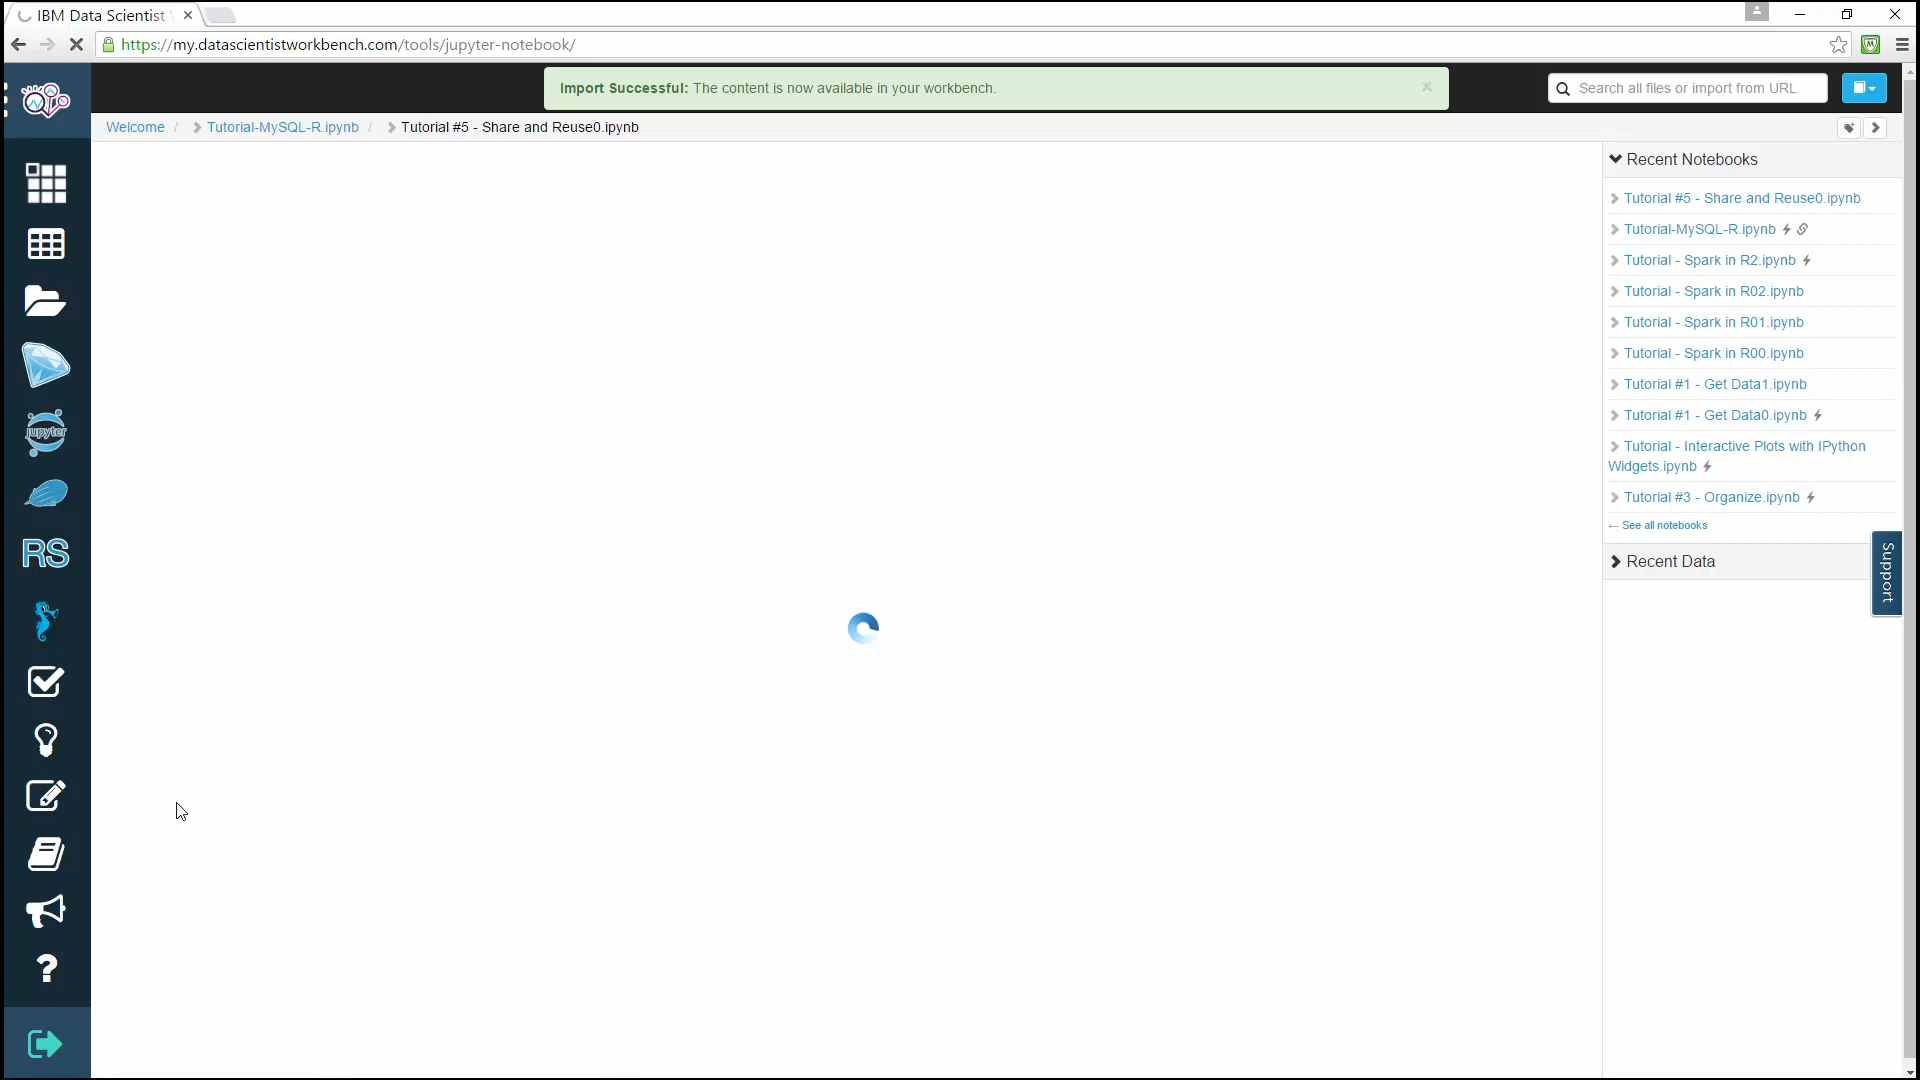 IBM Data Scientist
https://my.datascientistworkbench.com/tools/jupyter-notebook/
Import Successful: The content is now available in your workbench.
Search all files or import from URL
Welcome / Tutorial-MySQL-R.ipynb / Tutorial #5 - Share and Reuse0.ipynb
Recent Notebooks
Tutorial #5 - Share and Reuse0.ipynb
Tutorial-MySQL-R.ipynb
Tutorial - Spark in R2.ipynb
Tutorial - Spark in R02.ipynb
Tutorial - Spark in R01.ipynb
Tutorial - Spark in R00.ipynb
Tutorial #1 - Get Data1.ipynb
Tutorial #1 - Get Data0.ipynb
Tutorial - Interactive Plots with IPython
Widgets.ipynb
Tutorial #3 - Organize.ipynb
← See all notebooks
Recent Data
Support
jupyter
RS
?